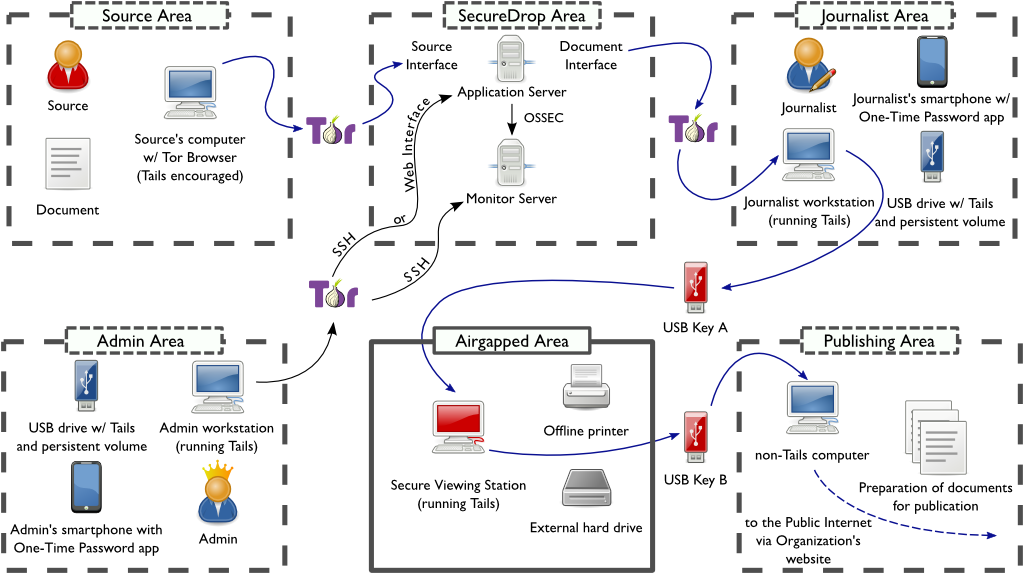 Source Area
Source
Source's computer
w/ Tor Browser
(Tails encouraged)
Document
Tor
SecureDrop Area
Source
Interface
Document
Interface
Application Server
OSSEC
Monitor Server
Web Interface
or
SSH
SSH
Tor
Tor
Journalist Area
Journalist
Journalist's smartphone w/
One-Time Password app
Journalist workstation
(running Tails)
USB drive w/ Tails
and persistent volume
USB Key A
Admin Area
USB drive w/ Tails
and persistent volume
Admin workstation
(running Tails)
Admin's smartphone with
One-Time Password app
Admin
Airgapped Area
Offline printer
Secure Viewing Station
(running Tails)
External hard drive
USB Key B
Publishing Area
non-Tails computer
Preparation of documents
for publication
to the Public Internet
via Organization's
website